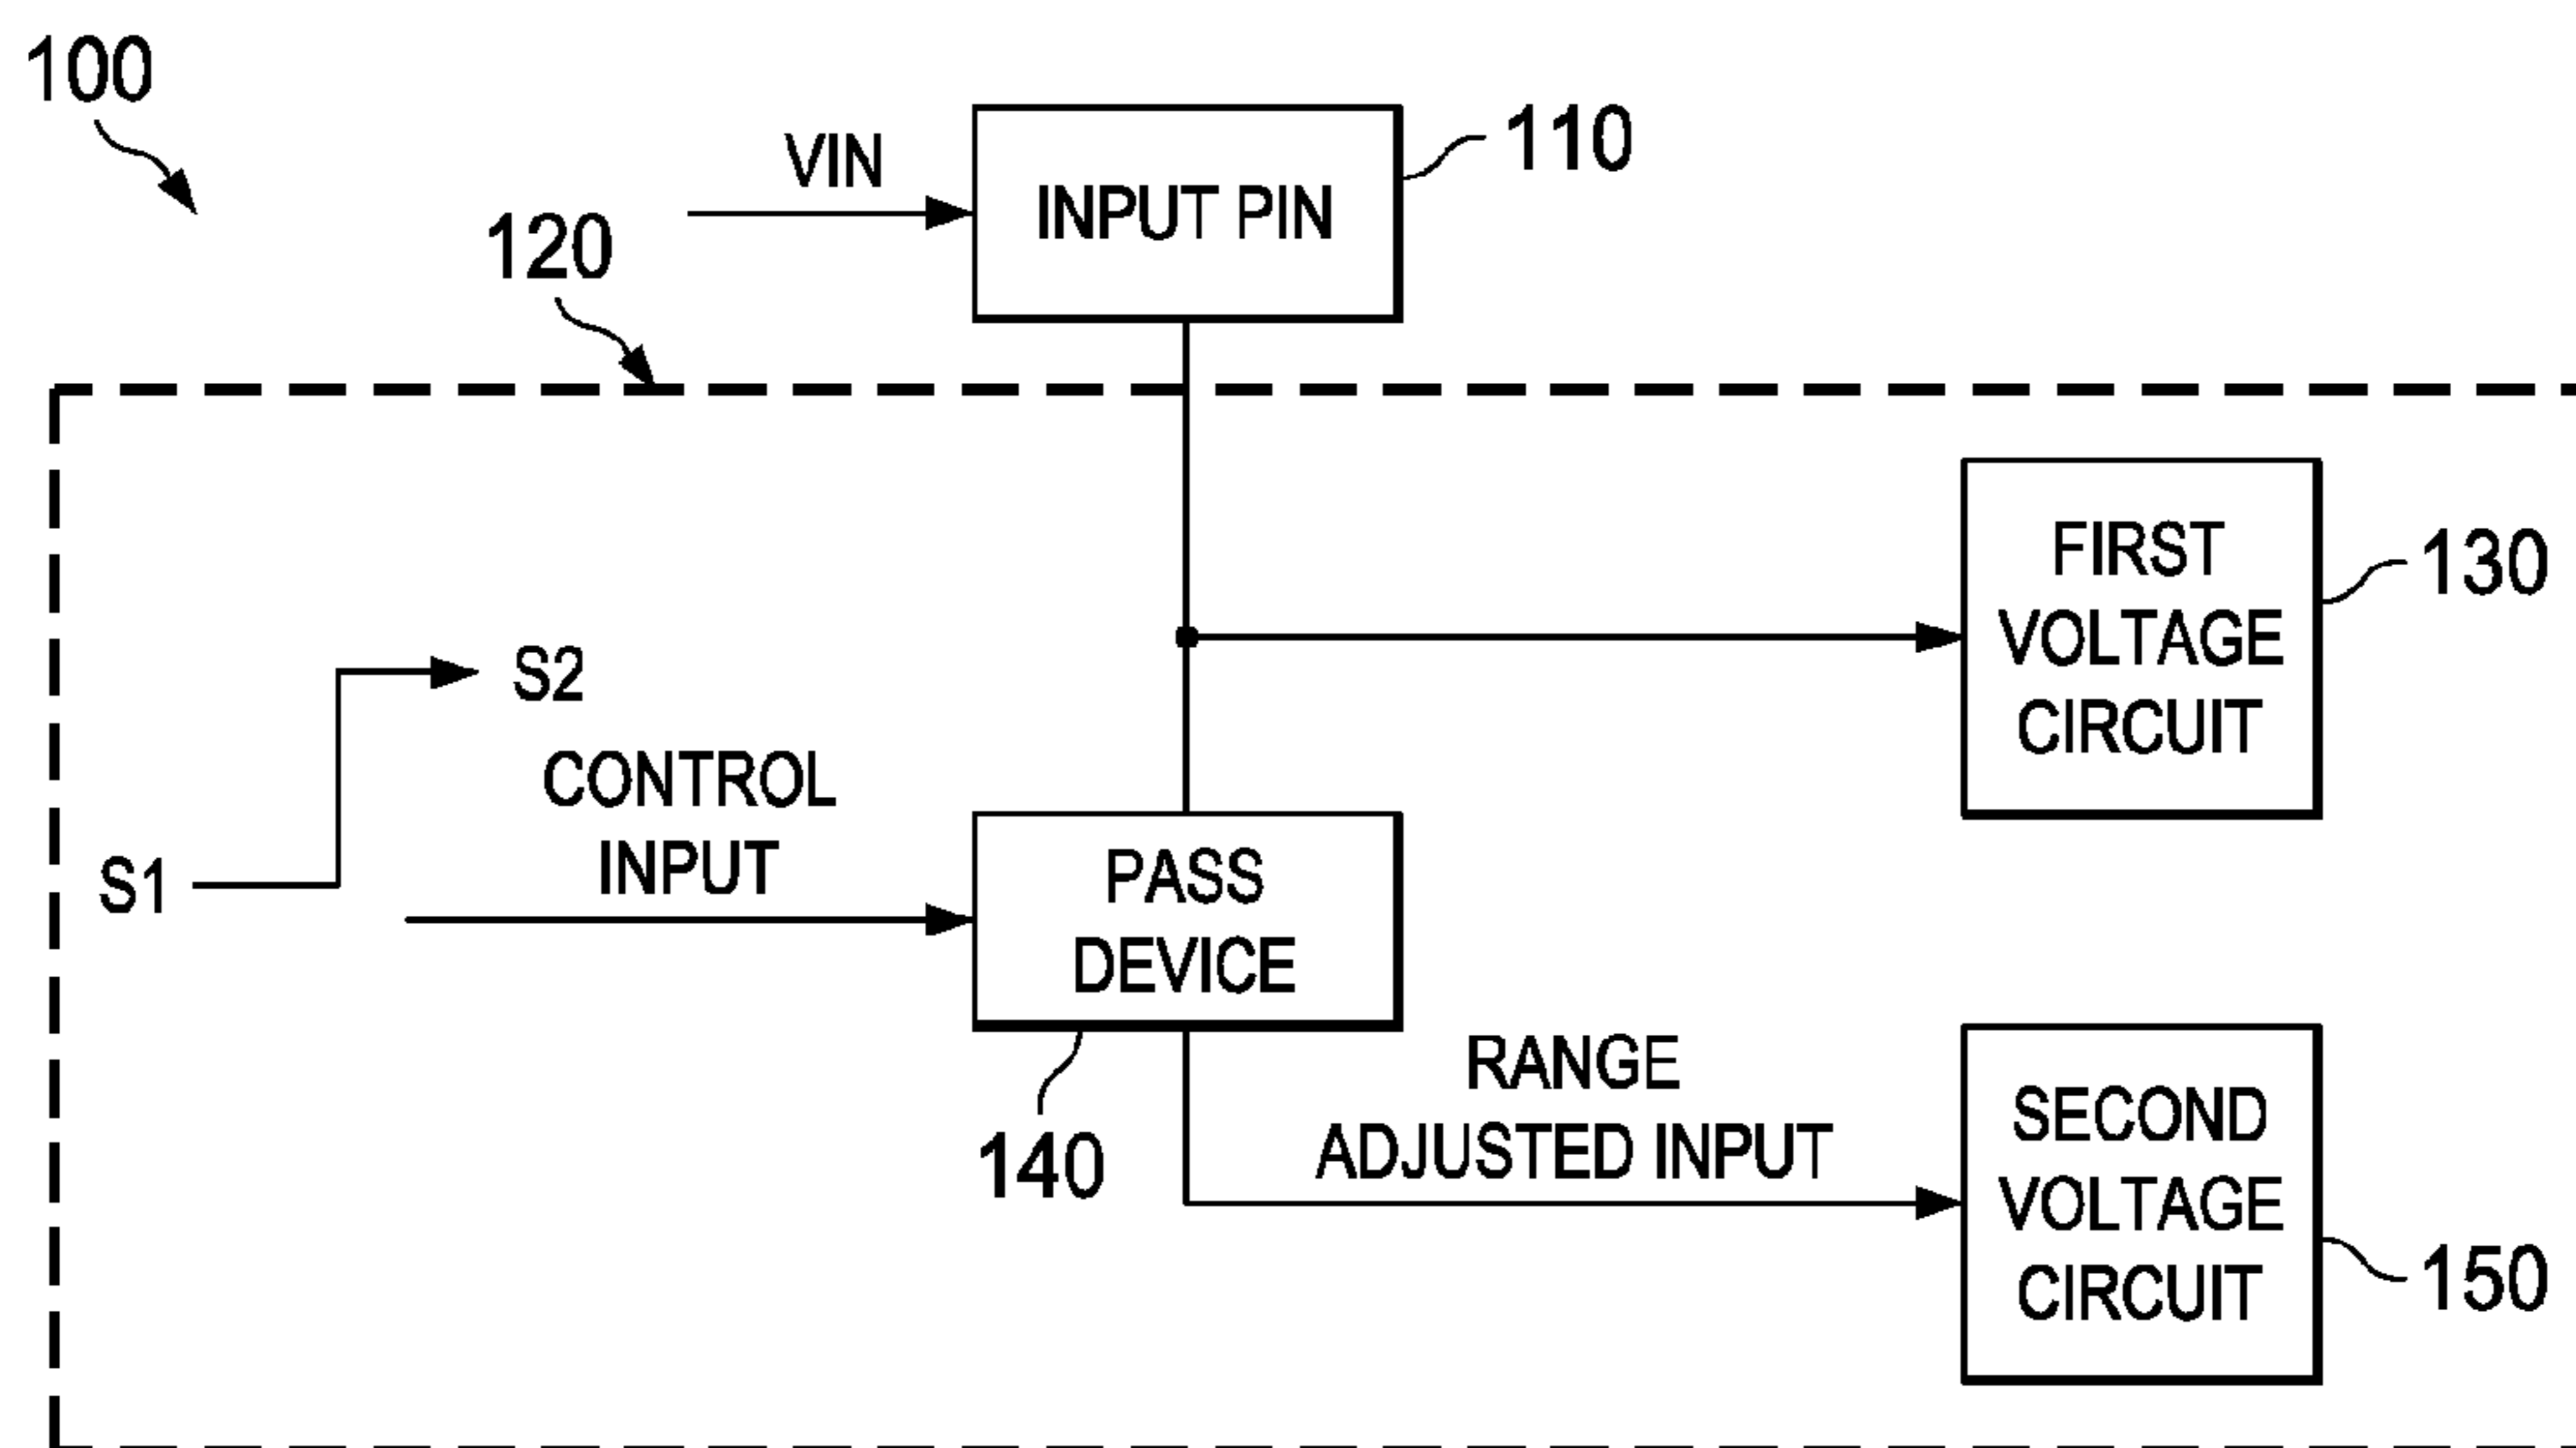 100
VIN
INPUT PIN
110
120
FIRST
VOLTAGE
CIRCUIT
130
S2
S1
CONTROL
INPUT
PASS
DEVICE
140
RANGE
ADJUSTED INPUT
SECOND
VOLTAGE
CIRCUIT
150